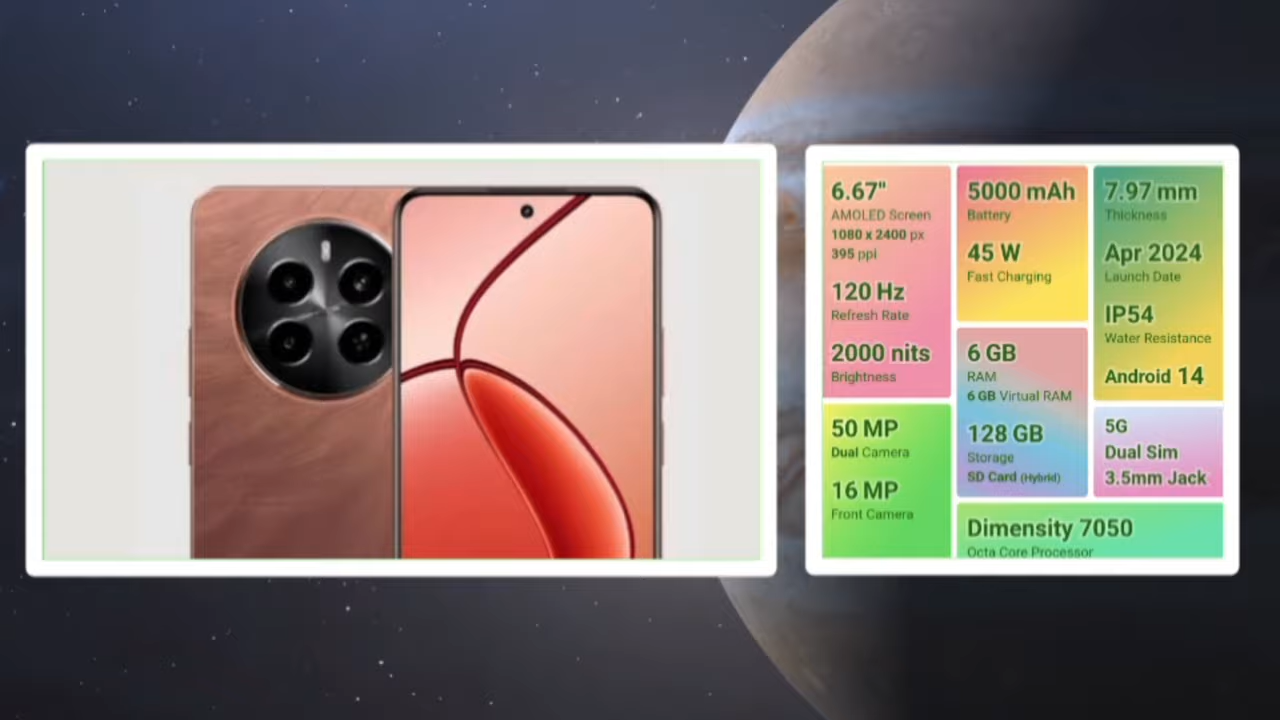 6.67"
AMOLED Screen
1080 x 2400 px
395 ppi
120 Hz
Refresh Rate
2000 nits
Brightness
50 MP
Dual Camera
16 MP
Front Camera
5000 mAh
Battery
45 W
Fast Charging
6 GB
RAM
6 GB Virtual RAM
128 GB
Storage
SD Card (Hybrid)
7.97 mm
Thickness
Apr 2024
Launch Date
IP54
Water Resistance
Android 14
5G
Dual Sim
3.5mm Jack
Dimensity 7050
Octa Core Processor